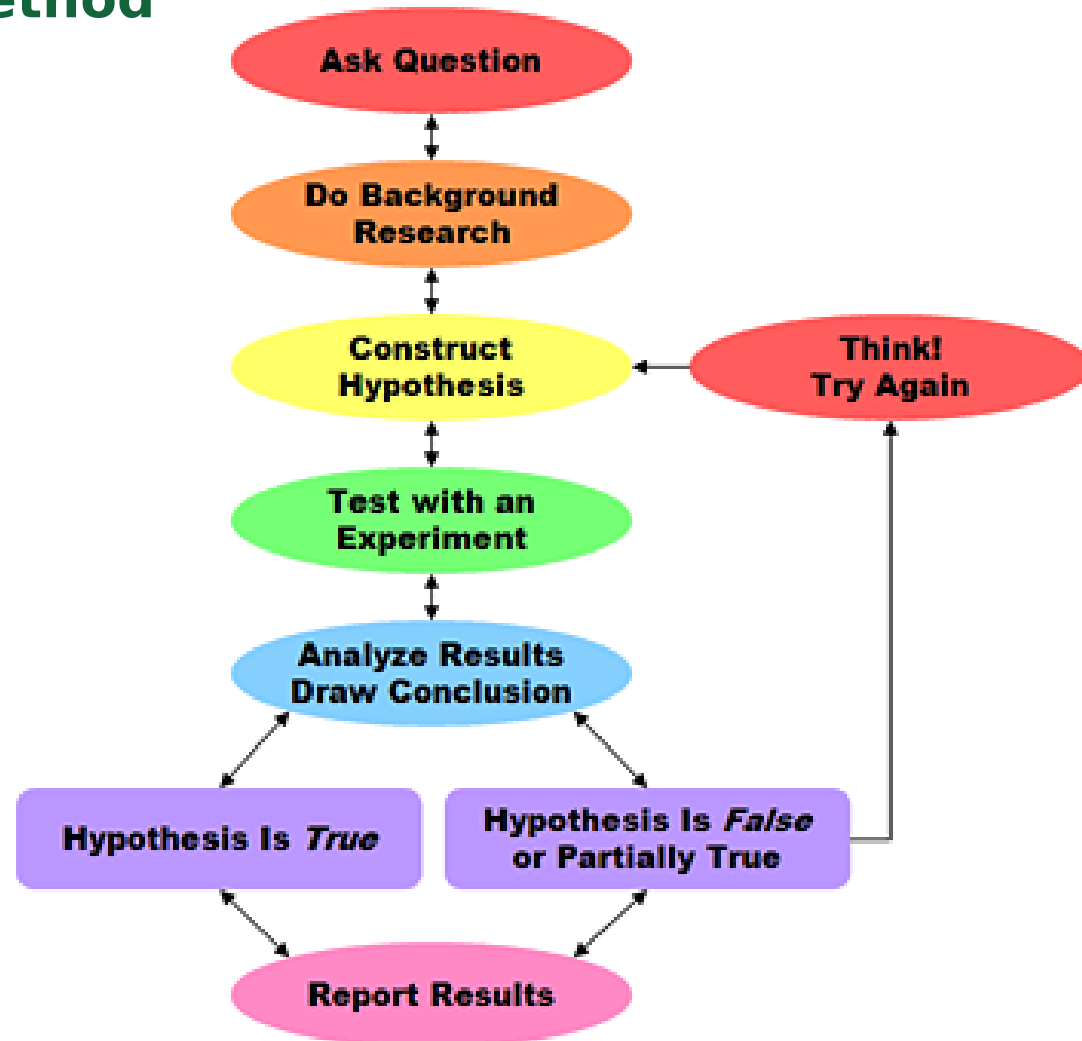 ethod
Ask Question
Do Background
Research
Construct
Hypothesis
Think!
Try Again
Test with an
Experiment
Analyze Results
Draw Conclusion
Hypothesis Is True
Hypothesis Is False
or Partially True
Report Results